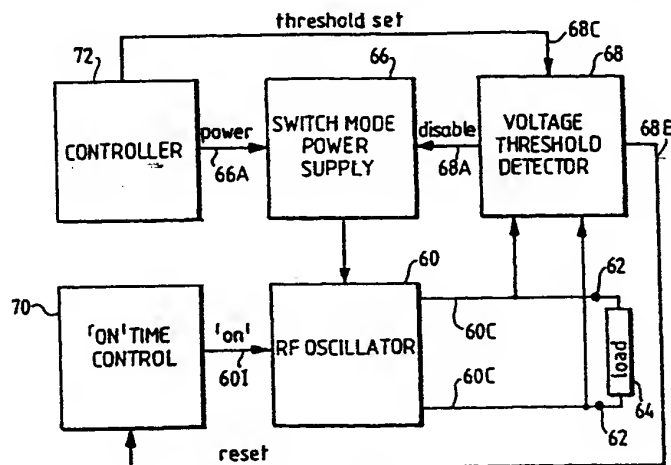 threshold set
68C
72
66
68
68B
CONTROLLER
power
66A
SWITCH MODE
POWER
SUPPLY
disable
68A
VOLTAGE
THRESHOLD
DETECTOR
70
'ON' TIME
CONTROL
'on'
60I
60
RF OSCILLATOR
60C
60C
62
load
64
62
reset